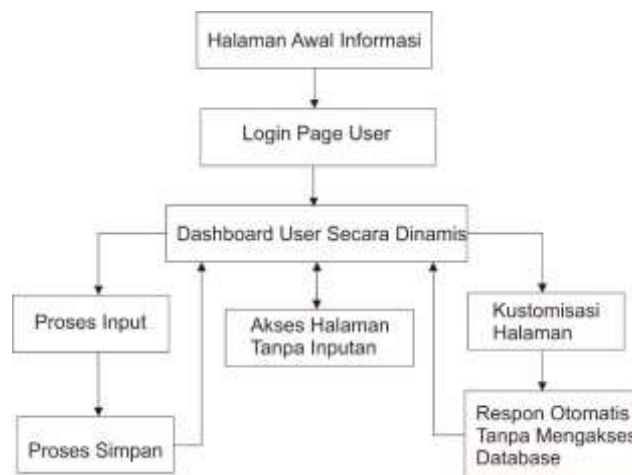 Halaman Awal Informasi
Login Page User
Dashboard User Secara Dinamis
Proses Input
Akses Halaman
Tanpa Inputan
Kustomisasi
Halaman
Proses Simpan
Respon Otomatis
Tanpa Mengakses
Database